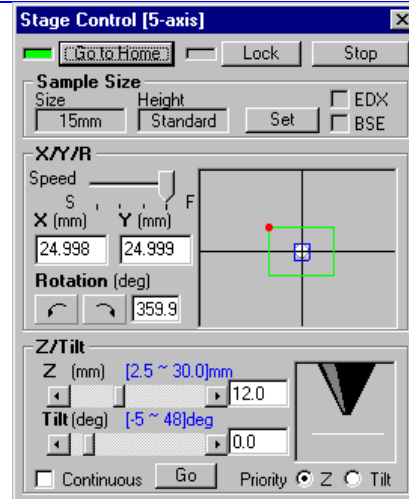 Stage Control [5-axis]
Go to Home Lock Stop
Sample Size
Size Height EDX
15mm Standard Set BSE
X/Y/R
Speed
S F
X (mm) Y (mm)
24.998 24.999
Rotation (deg)
359.9
Z/Tilt
Z (mm) [2.5 ~ 30.0]mm
12.0
Tilt(deg) [-5 ~ 48]deg
0.0
Continuous Go Priority Z Tilt